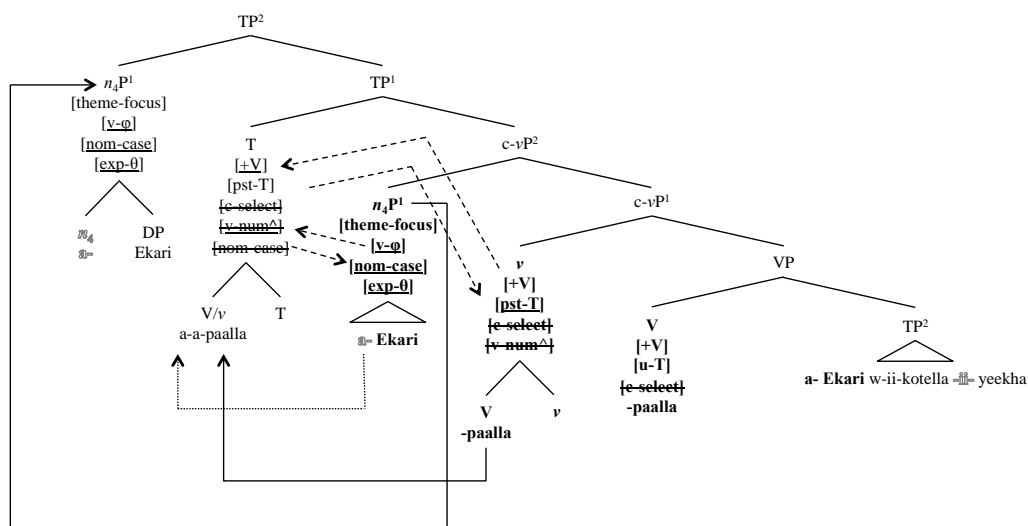 TP²
n₄P¹
[theme-focus]
[v-φ]
[nom-case]
[exp-θ]
n₄
a-
DP
Ekari
TP¹
T
[+V]
[pst-T]
[c-select]
[v-num^]
[nom-case]
V/v
a-a-paalla
T
c-vP²
n₄P¹
[theme-focus]
[v-φ]
[nom-case]
[exp-θ]
a- Ekari
c-vP¹
v
[+V]
[pst-T]
[c-select]
[v-num^]
V
-paalla
v
VP
V
[+V]
[u-T]
[c-select]
-paalla
TP²
a- Ekari w-ii-kotella -ii- yeekha